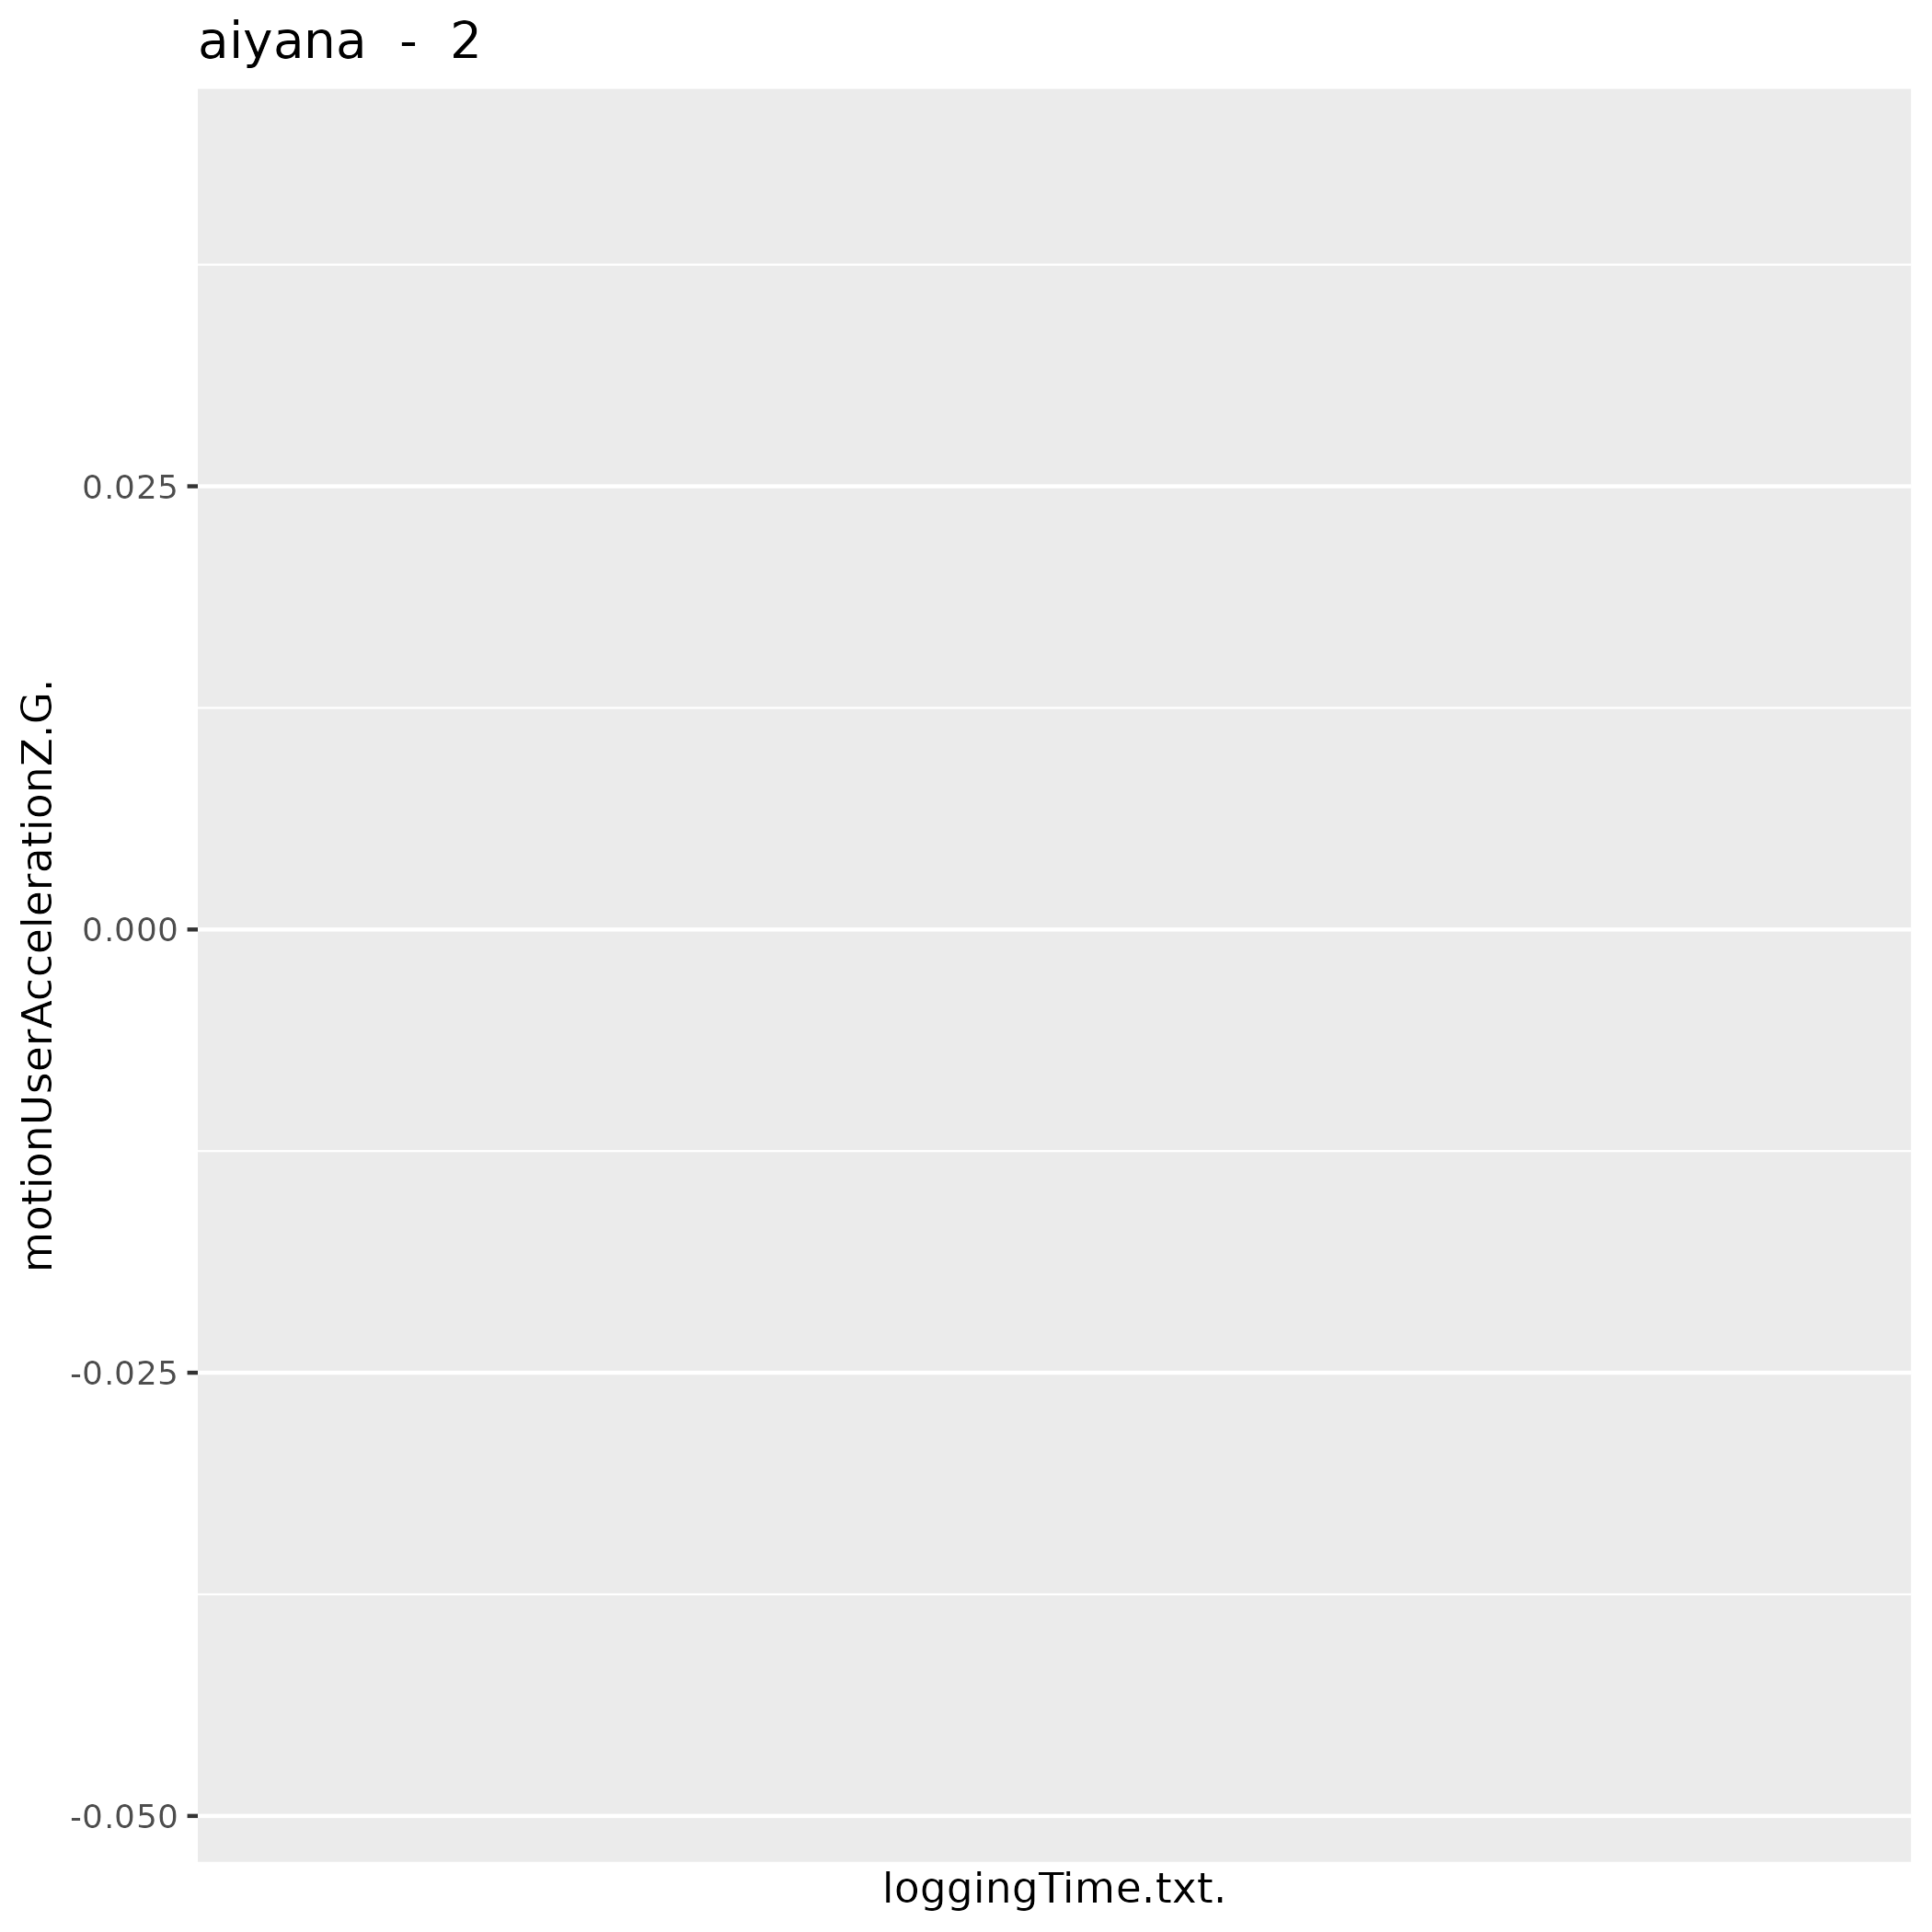 aiyana - 2
motionUserAccelerationZ.G.
0.025
0.000
-0.025
-0.050
loggingTime.txt.